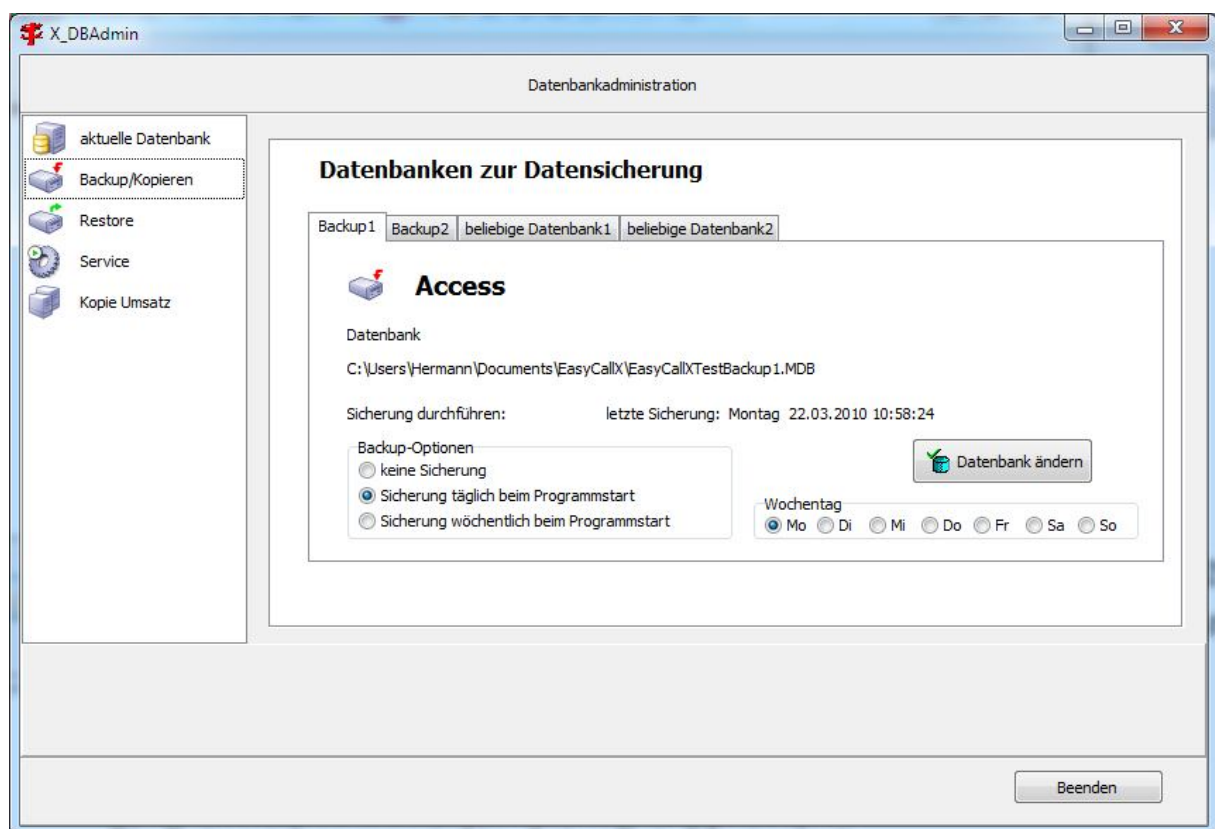 X_DBAdmin
Datenbankadministration
aktuelle Datenbank
Backup/Kopieren
Restore
Service
Kopie Umsatz
Datenbanken zur Datensicherung
Backup1 Backup2 beliebige Datenbank1 beliebige Datenbank2
Access
Datenbank
C:\Users\Hermann\Documents\EasyCallX\EasyCallXTestBackup1.MDB
Sicherung durchführen: letzte Sicherung: Montag 22.03.2010 10:58:24
Backup-Optionen
keine Sicherung
Sicherung täglich beim Programmstart
Sicherung wöchentlich beim Programmstart
Datenbank ändern
Wochentag
Mo Di Mi Do Fr Sa So
Beenden